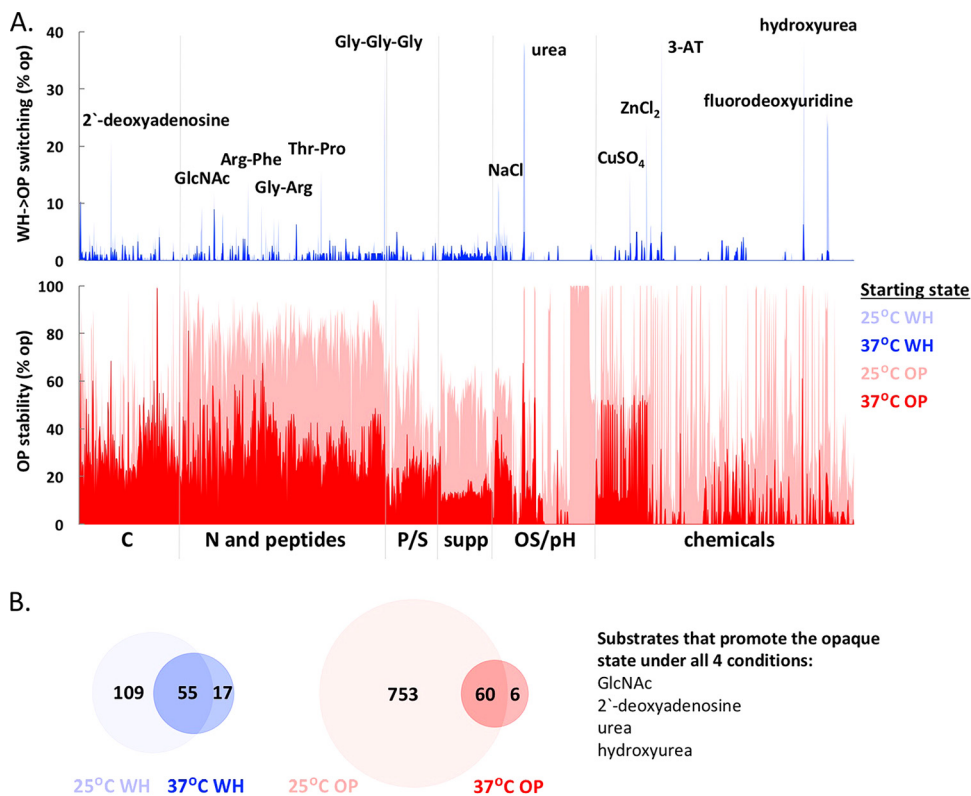 A.
WH->OP switching (% op)
40
30
20
10
0
2`-deoxyadenosine
GlcNAc
Arg-Phe
Gly-Arg
Thr-Pro
Gly-Gly-Gly
NaCl
urea
CuSO4
ZnCl2
3-AT
hydroxyurea
fluorodeoxyuridine
OP stability (% op)
100
80
60
40
20
0
C
N and peptides
P/S
supp
OS/pH
chemicals
Starting state
25°C WH
37°C WH
25°C OP
37°C OP
B.
109
55
17
25°C WH
37°C WH
753
60
6
25°C OP
37°C OP
Substrates that promote the opaque
state under all 4 conditions:
GlcNAc
2`-deoxyadenosine
urea
hydroxyurea